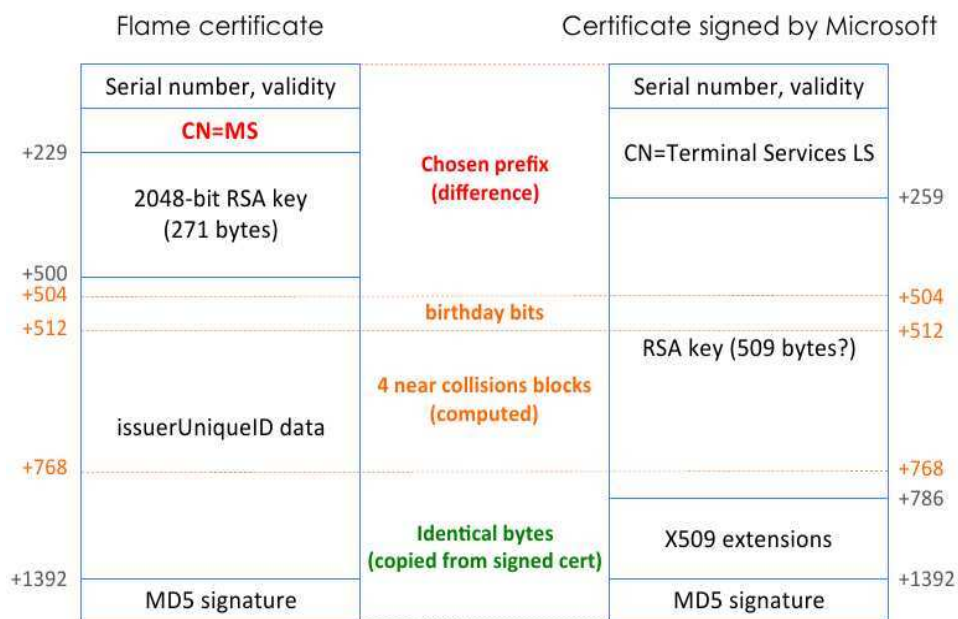 Flame certificate
Certificate signed by Microsoft
Serial number, validity
Serial number, validity
CN=MS
+229
Chosen prefix
(difference)
CN=Terminal Services LS
2048-bit RSA key
(271 bytes)
+259
+500
+504
+504
birthday bits
+512
+512
RSA key (509 bytes?)
4 near collisions blocks
(computed)
issuerUniqueID data
+768
+768
+786
Identical bytes
(copied from signed cert)
X509 extensions
+1392
+1392
MD5 signature
MD5 signature